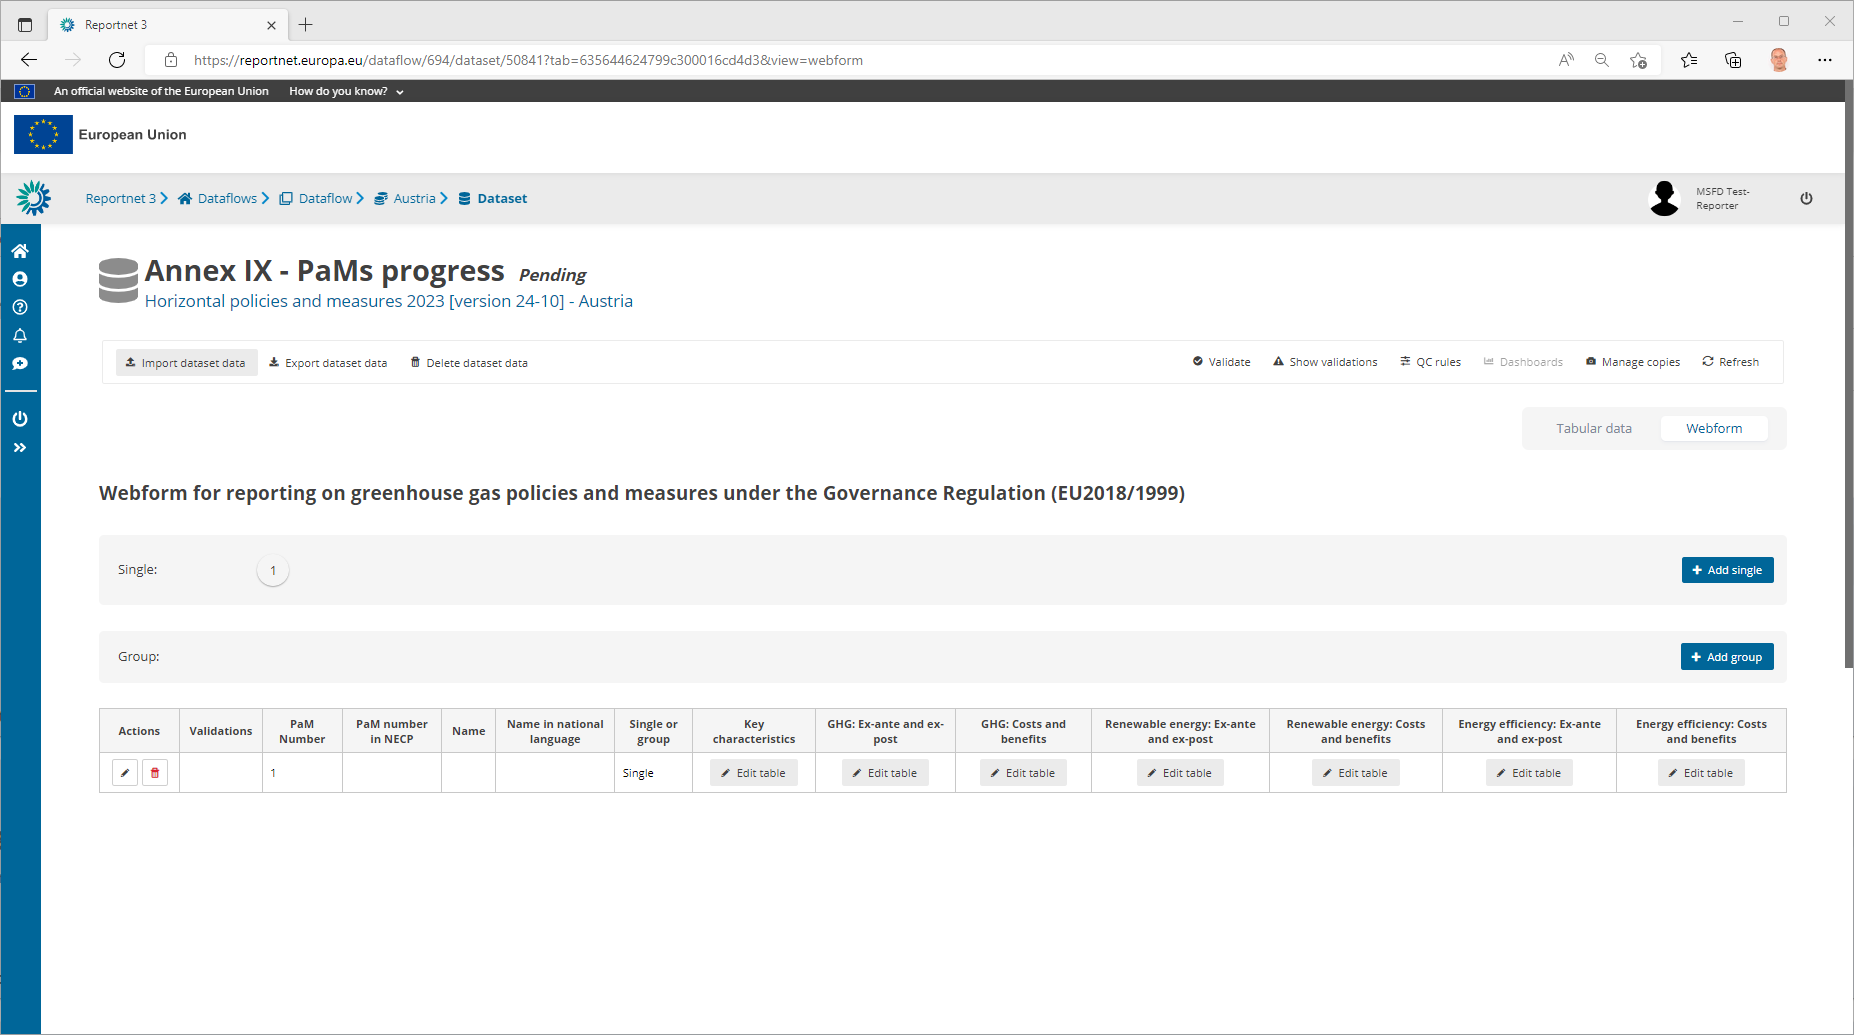 Reportnet 3
https://reportnet.europa.eu/dataflow/694/dataset/50841?tab=635644624799c300016cd4d3&view=webform
An official website of the European Union How do you know?
European Union
Reportnet 3 Dataflows Dataflow Austria Dataset
MSFD Test-
Reporter
Annex IX - PaMs progress Pending
Horizontal policies and measures 2023 [version 24-10] - Austria
Import dataset data Export dataset data Delete dataset data Validate Show validations QC rules Dashboards Manage copies Refresh
Tabular data Webform
Webform for reporting on greenhouse gas policies and measures under the Governance Regulation (EU2018/1999)
Single: 1 + Add single
Group: + Add group
Actions
Validations
PaM
Number
PaM number
in NECP
Name
Name in national
language
Single or
group
Key
characteristics
GHG: Ex-ante and ex-
post
GHG: Costs and
benefits
Renewable energy: Ex-ante
and ex-post
Renewable energy: Costs
and benefits
Energy efficiency: Ex-ante
and ex-post
Energy efficiency: Costs
and benefits
1 Single Edit table Edit table Edit table Edit table Edit table Edit table Edit table